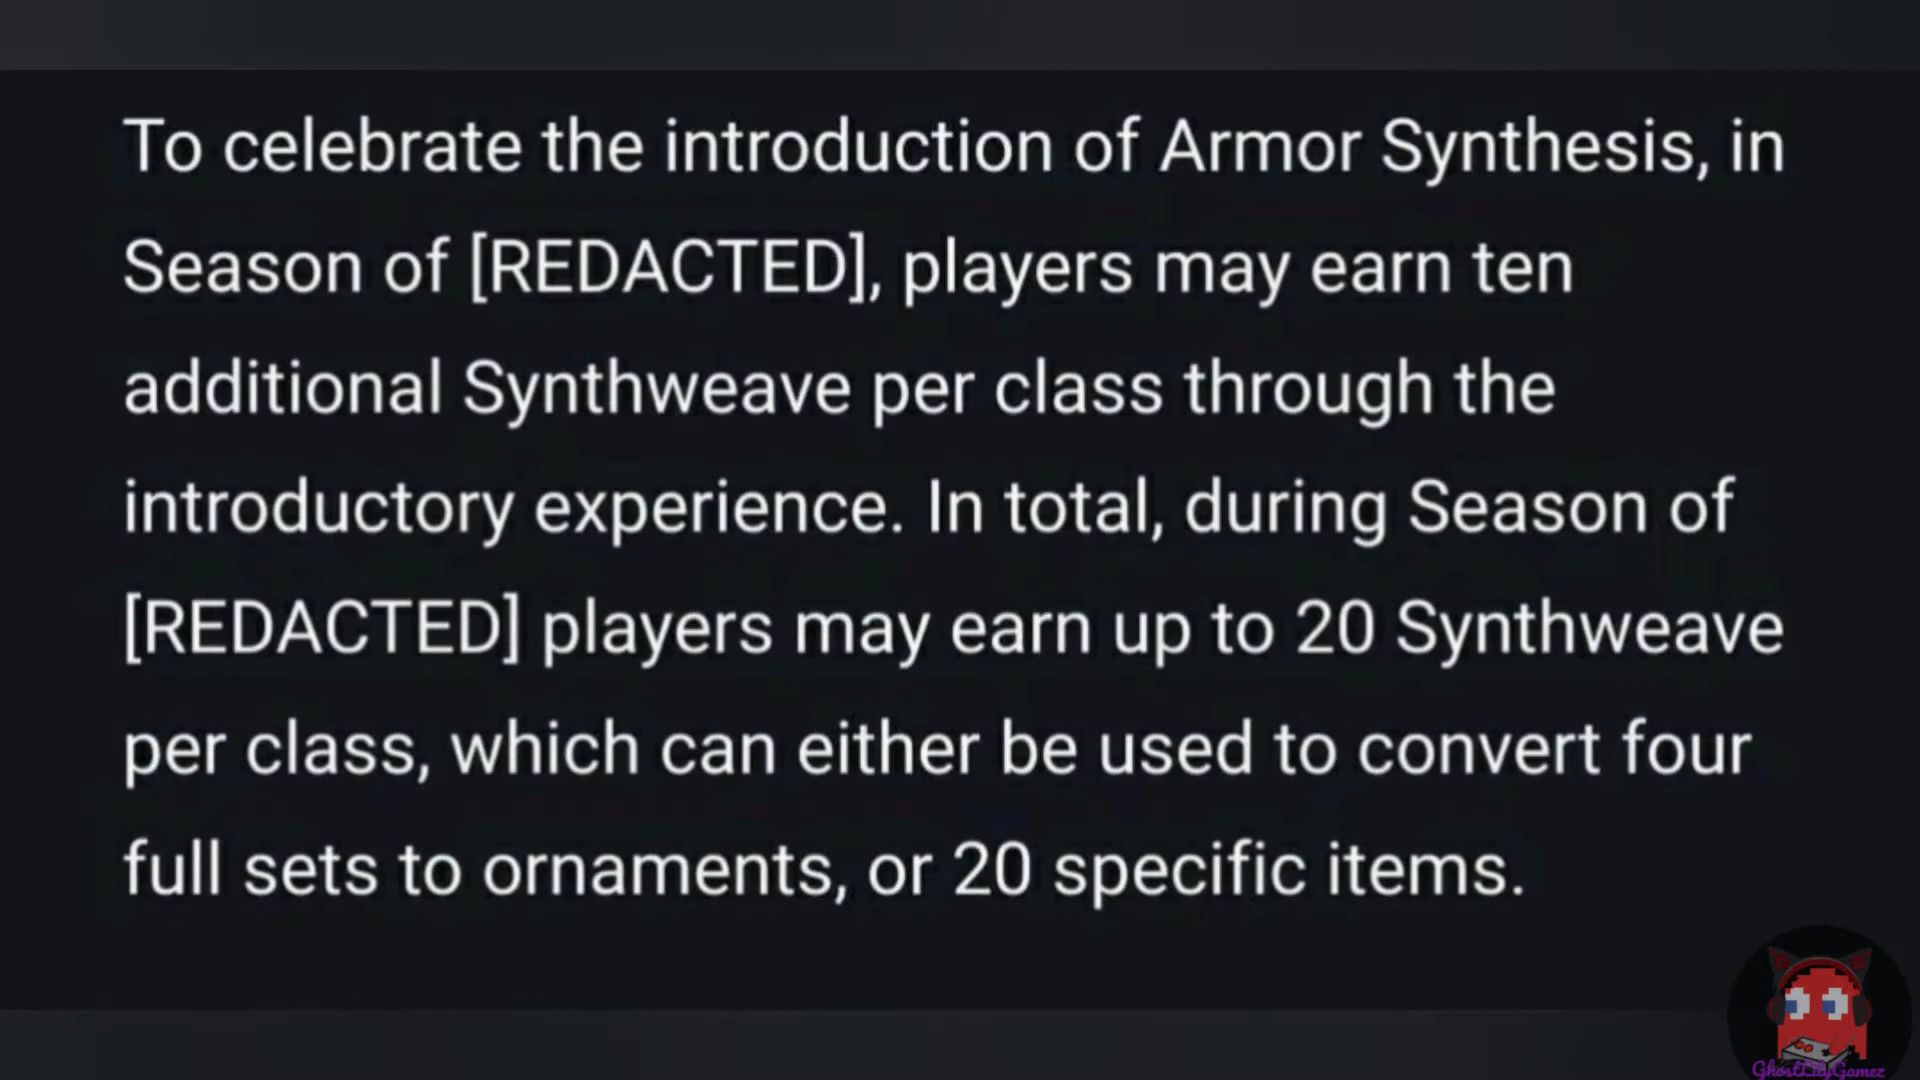 To celebrate the introduction of Armor Synthesis, in
Season of [REDACTED], players may earn ten
additional Synthweave per class through the
introductory experience. In total, during Season of
[REDACTED] players may earn up to 20 Synthweave
per class, which can either be used to convert four
full sets to ornaments, or 20 specific items.
GhostLilyGamez